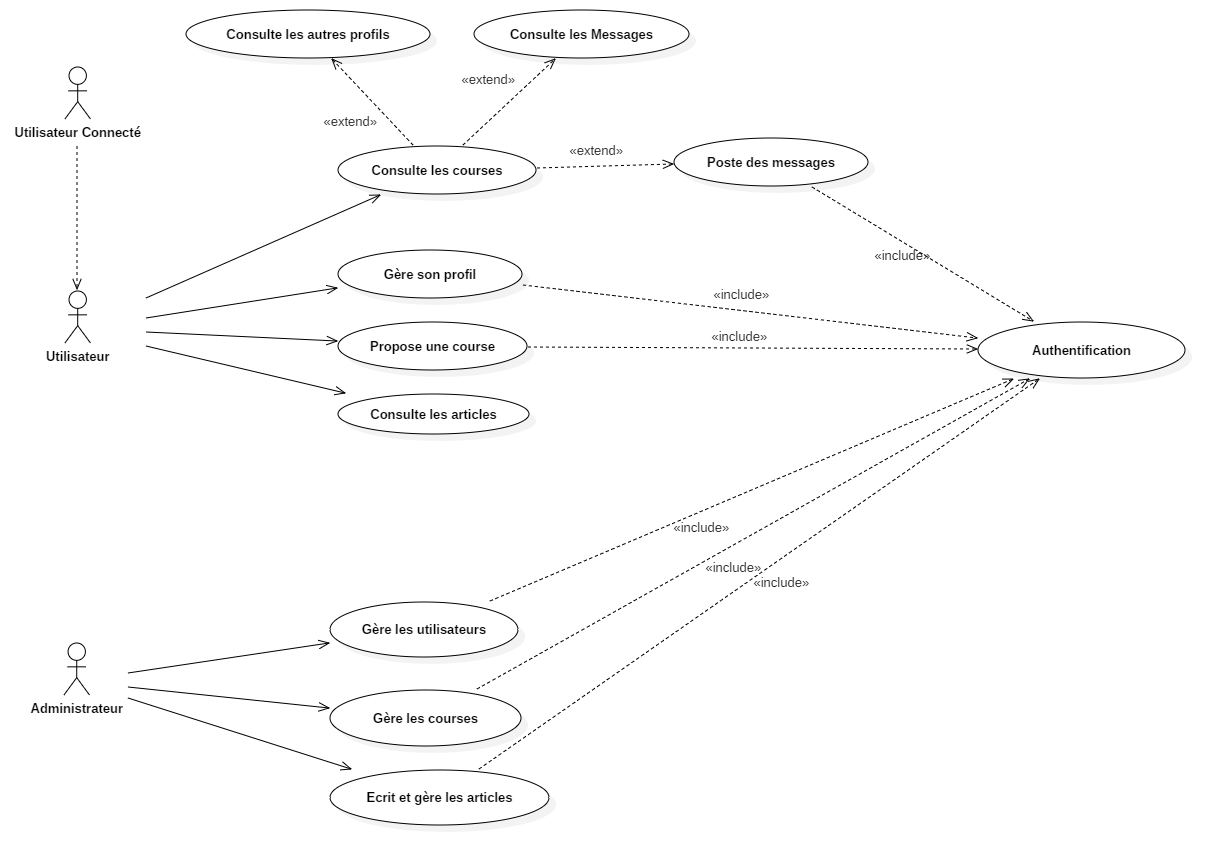 Consulte les autres profils
Consulte les Messages
«extend»
Utilisateur Connecté
«extend»
Consulte les courses
«extend»
Poste des messages
«include»
Gère son profil
«include»
Propose une course
«include»
Utilisateur
Authentification
Consulte les articles
«include»
«include»
«include»
Gère les utilisateurs
Administrateur
Gère les courses
Ecrit et gère les articles